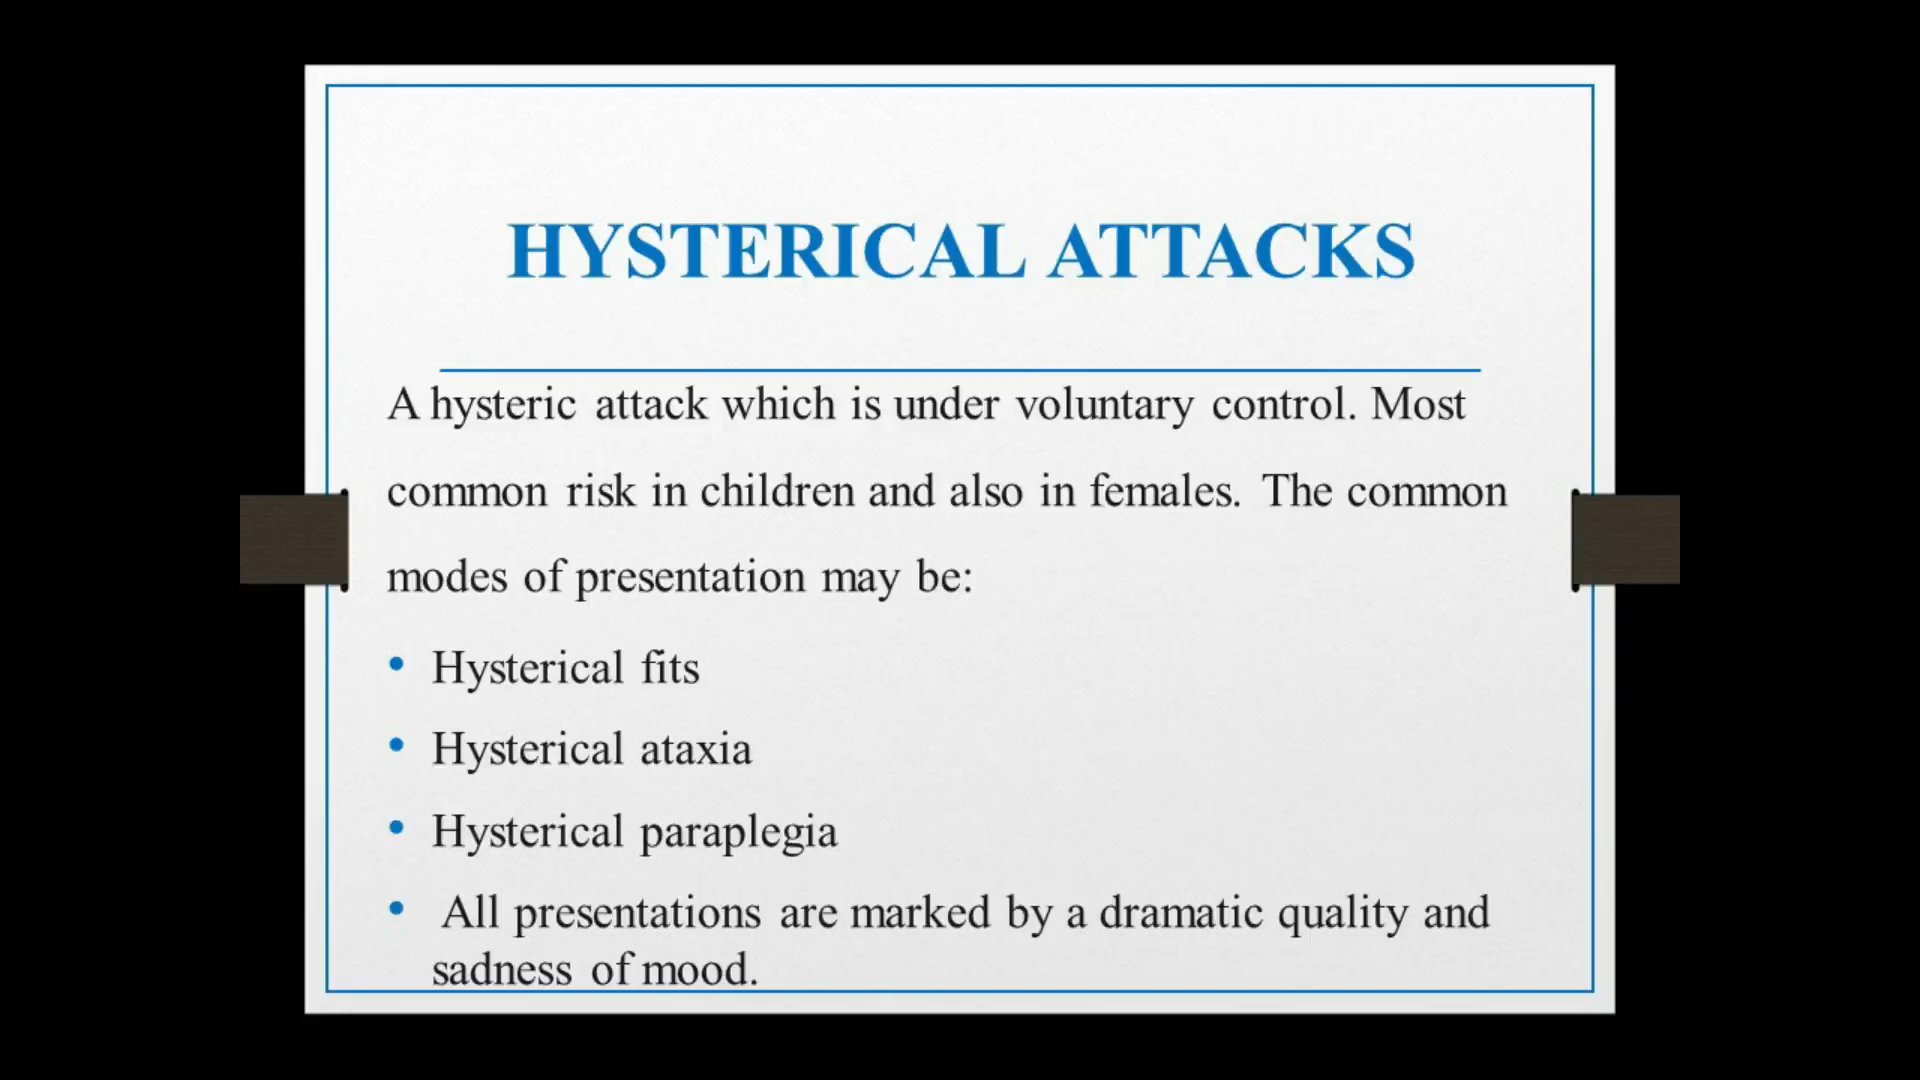 HYSTERICAL ATTACKS
A hysteric attack which is under voluntary control. Most
common risk in children and also in females. The common
modes of presentation may be:
• Hysterical fits
• Hysterical ataxia
• Hysterical paraplegia
• All presentations are marked by a dramatic quality and
sadness of mood.